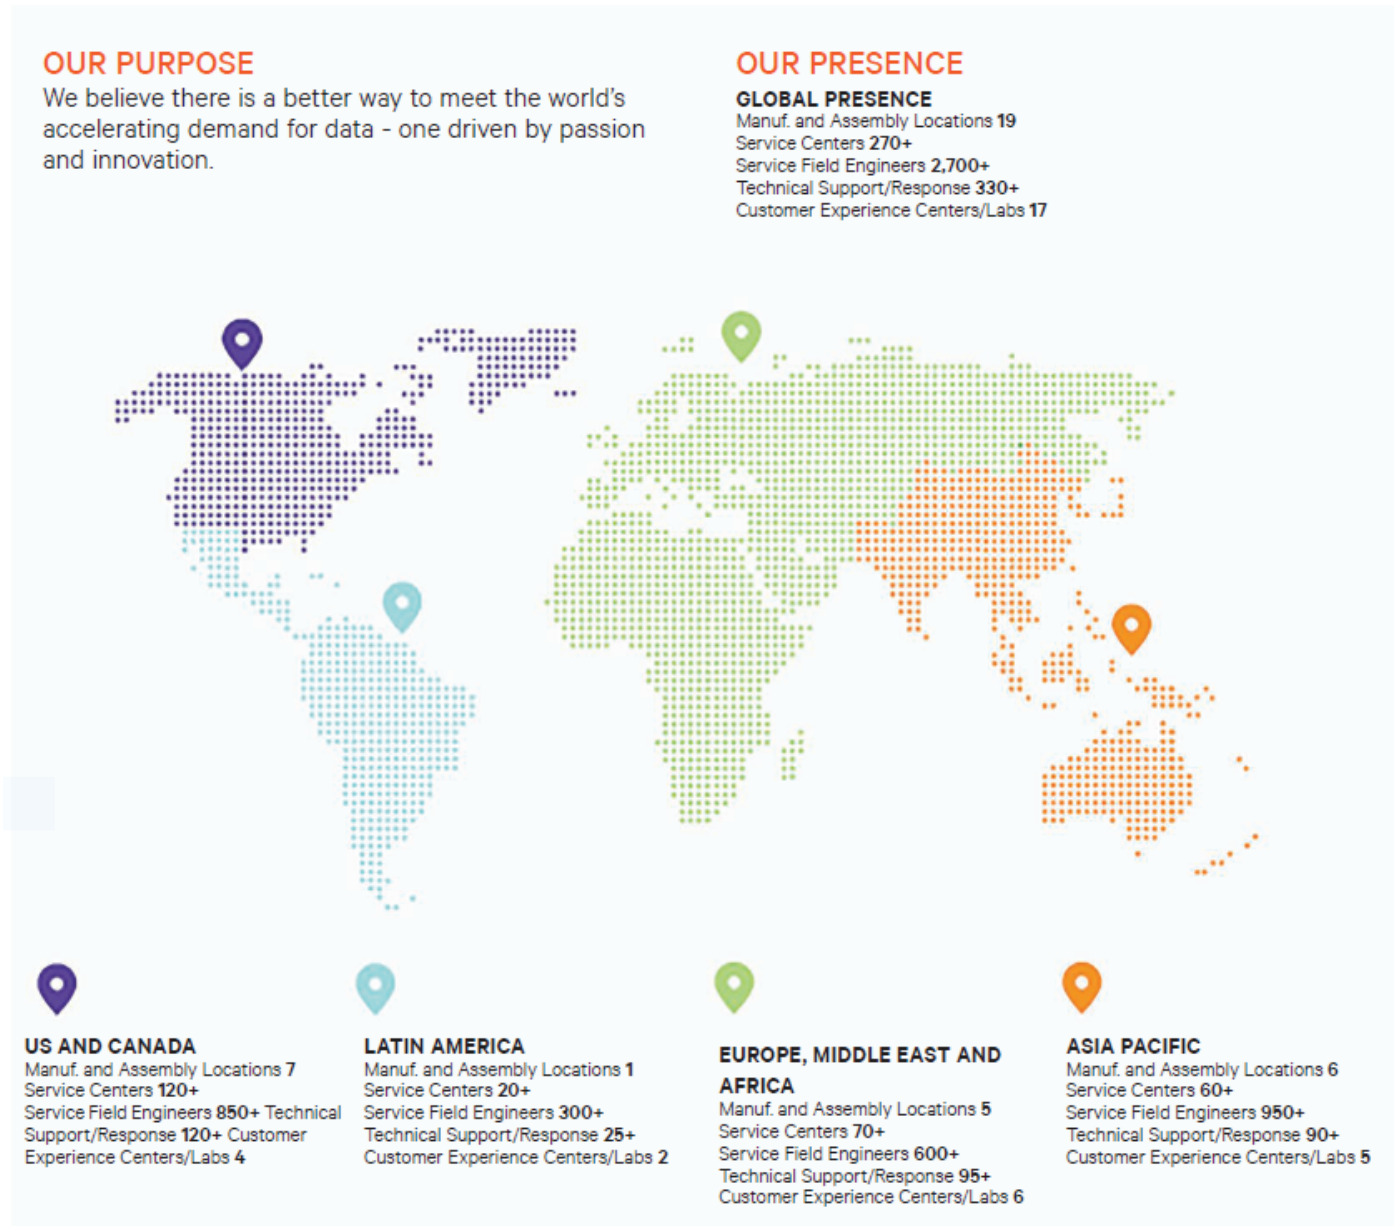 OUR PURPOSE
We believe there is a better way to meet the world's
accelerating demand for data - one driven by passion
and innovation.
OUR PRESENCE
GLOBAL PRESENCE
Manuf. and Assembly Locations 19
Service Centers 270+
Service Field Engineers 2,700+
Technical Support/Response 330+
Customer Experience Centers/Labs 17
US AND CANADA
Manuf. and Assembly Locations 7
Service Centers 120+
Service Field Engineers 850+ Technical
Support/Response 120+ Customer
Experience Centers/Labs 4
LATIN AMERICA
Manuf. and Assembly Locations 1
Service Centers 20+
Service Field Engineers 300+
Technical Support/Response 25+
Customer Experience Centers/Labs 2
EUROPE, MIDDLE EAST AND
AFRICA
Manuf. and Assembly Locations 5
Service Centers 70+
Service Field Engineers 600+
Technical Support/Response 95+
Customer Experience Centers/Labs 6
ASIA PACIFIC
Manuf. and Assembly Locations 6
Service Centers 60+
Service Field Engineers 950+
Technical Support/Response 90+
Customer Experience Centers/Labs 5